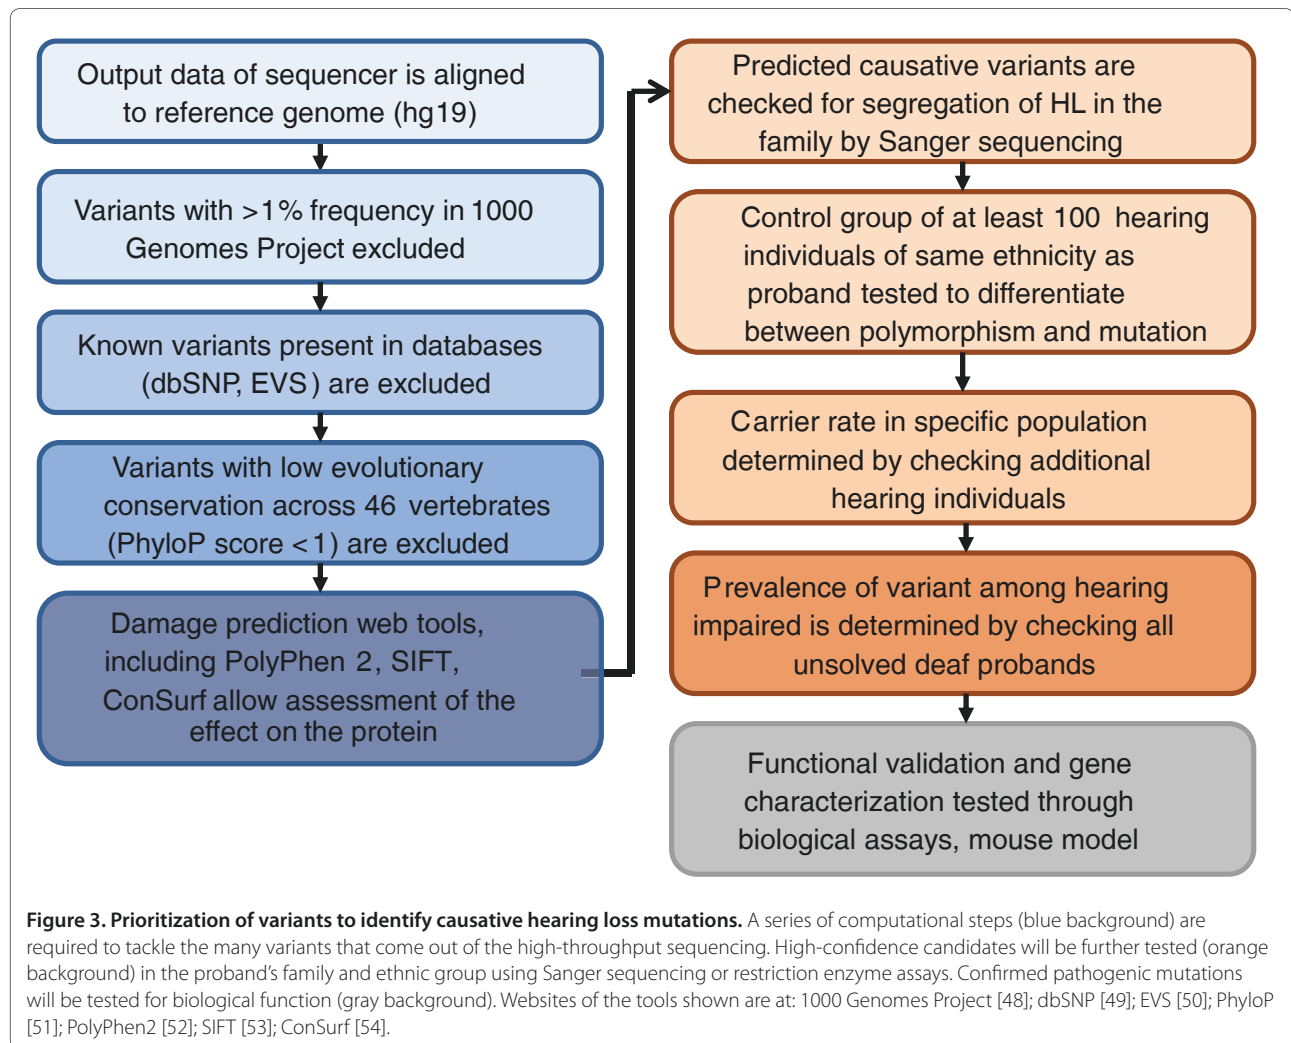 Output data of sequencer is aligned
to reference genome (hg19)
Variants with >1% frequency in 1000
Genomes Project excluded
Known variants present in databases
(dbSNP, EVS) are excluded
Variants with low evolutionary
conservation across 46 vertebrates
(PhyloP score <1) are excluded
Damage prediction web tools,
including PolyPhen 2, SIFT,
ConSurf allow assessment of the
effect on the protein
Predicted causative variants are
checked for segregation of HL in the
family by Sanger sequencing
Control group of at least 100 hearing
individuals of same ethnicity as
proband tested to differentiate
between polymorphism and mutation
Carrier rate in specific population
determined by checking additional
hearing individuals
Prevalence of variant among hearing
impaired is determined by checking all
unsolved deaf probands
Functional validation and gene
characterization tested through
biological assays, mouse model
Figure 3. Prioritization of variants to identify causative hearing loss mutations. A series of computational steps (blue background) are
required to tackle the many variants that come out of the high-throughput sequencing. High-confidence candidates will be further tested (orange
background) in the proband's family and ethnic group using Sanger sequencing or restriction enzyme assays. Confirmed pathogenic mutations
will be tested for biological function (gray background). Websites of the tools shown are at: 1000 Genomes Project [48]; dbSNP [49]; EVS [50]; PhyloP
[51]; PolyPhen2 [52]; SIFT [53]; ConSurf [54].